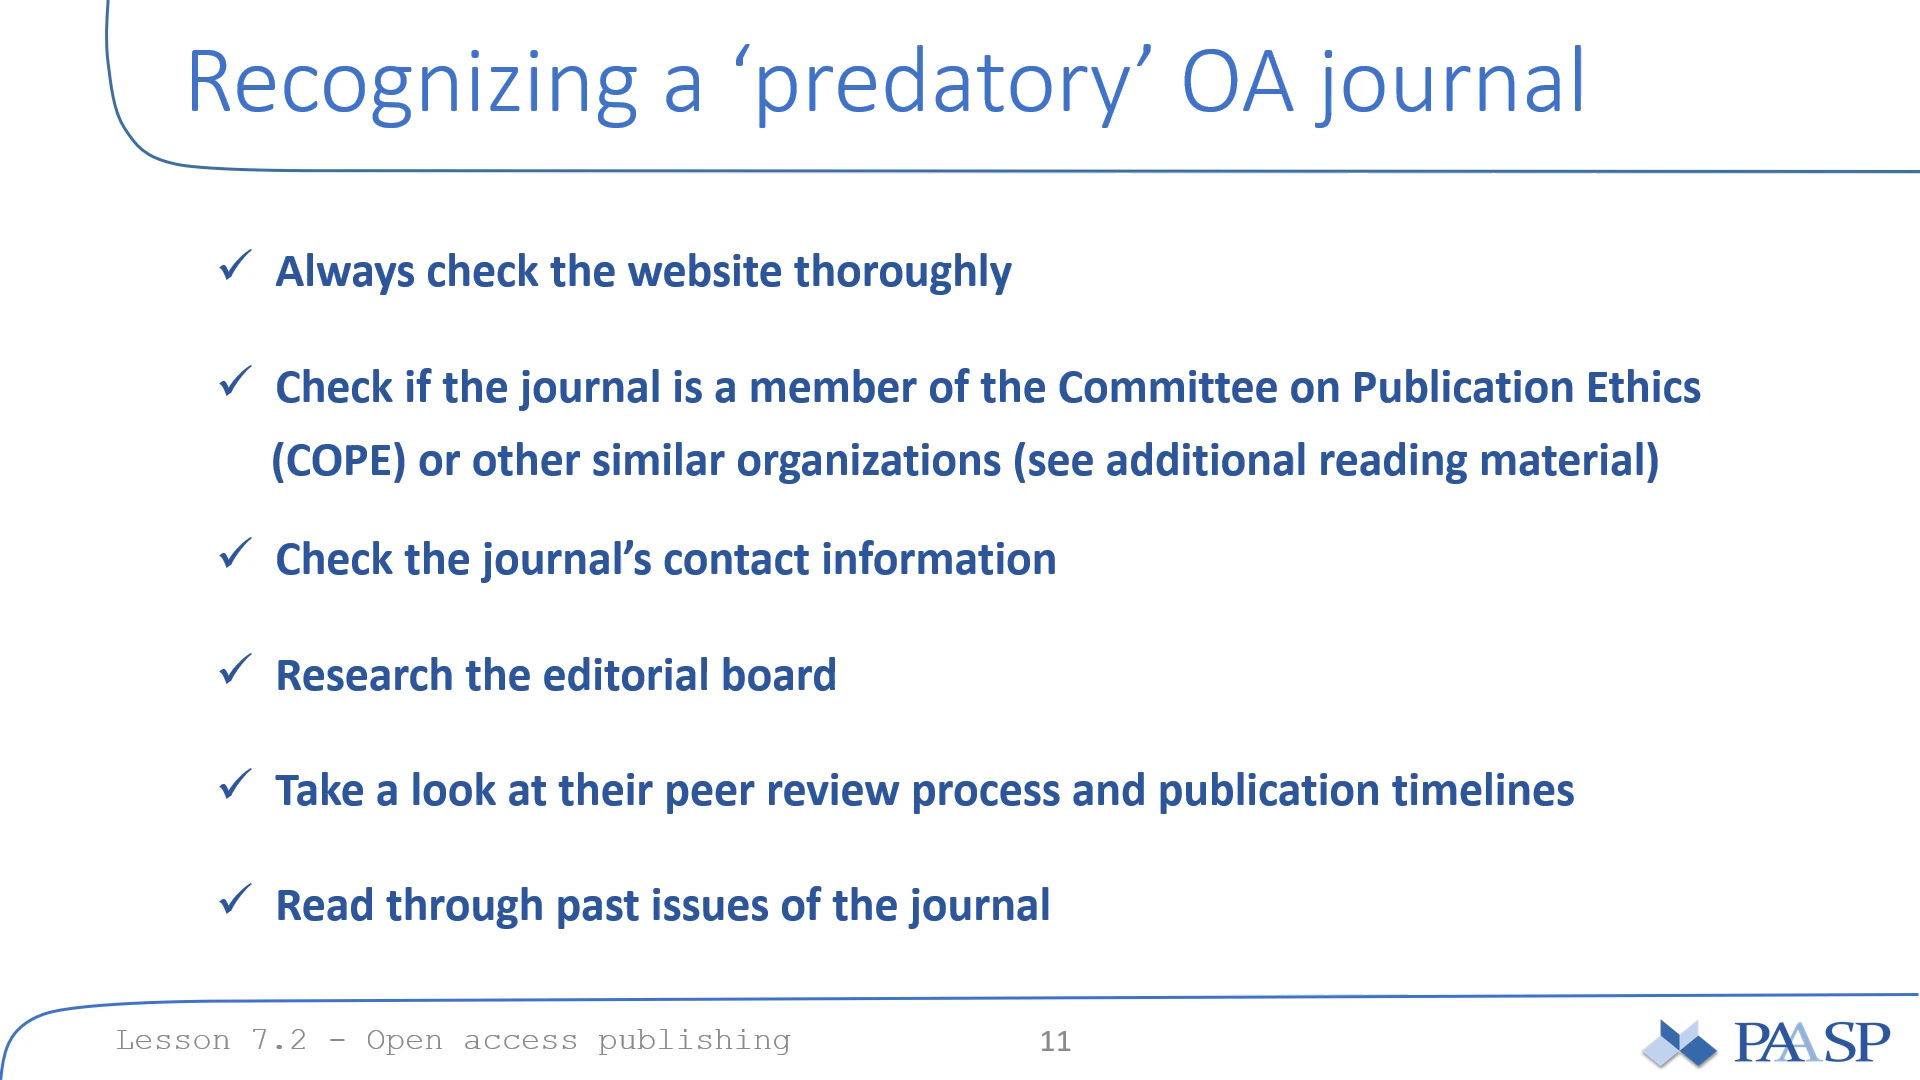 Recognizing a ‘predatory’ OA journal
✓ Always check the website thoroughly
✓ Check if the journal is a member of the Committee on Publication Ethics
(COPE) or other similar organizations (see additional reading material)
✓ Check the journal’s contact information
✓ Research the editorial board
✓ Take a look at their peer review process and publication timelines
✓ Read through past issues of the journal
Lesson 7.2 - Open access publishing
11
PAASP